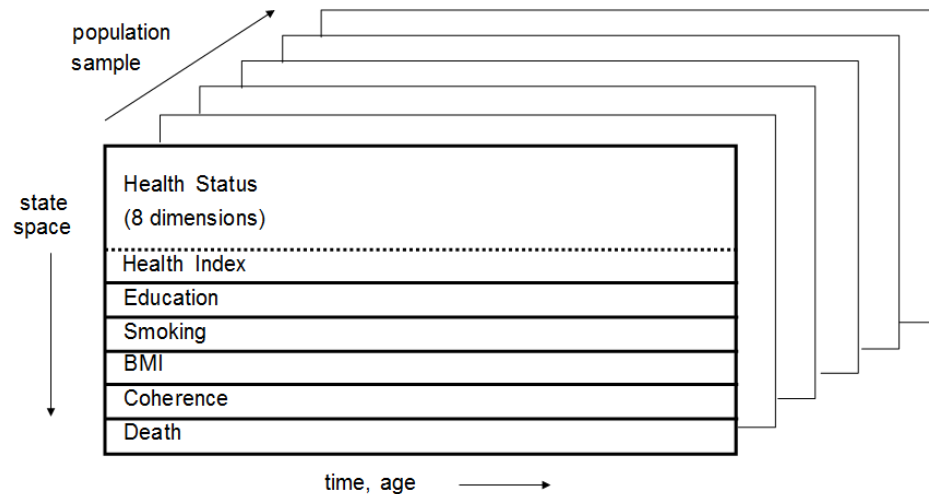 population
sample
state
space
Health Status
(8 dimensions)
Health Index
Education
Smoking
BMI
Coherence
Death
time, age